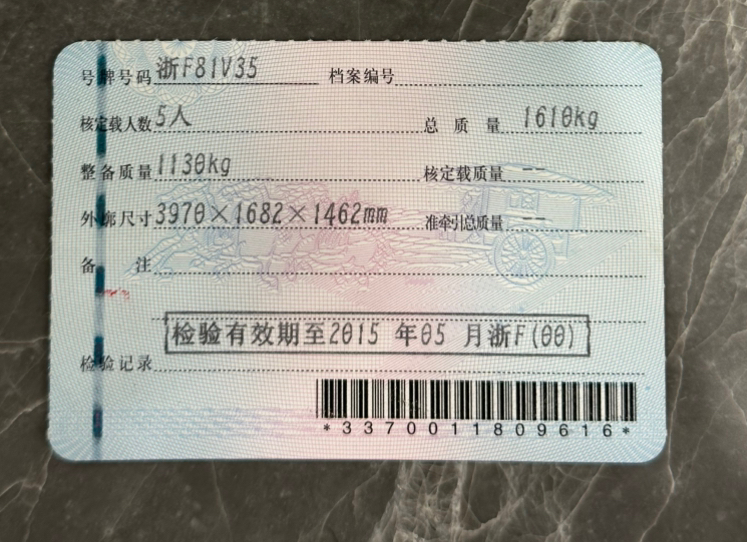 号牌号码 浙F81V35 档案编号
核定载人数 5人 总质量 1610kg
整备质量 1130kg 核定载质量 --
外廓尺寸 3970×1682×1462mm 准牵引总质量 --
备注
检验有效期至2015 年05 月浙F(00)
检验记录
*3370011809616*